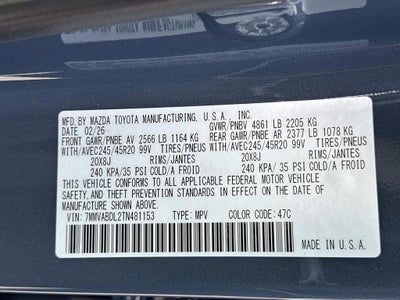 MFD. BY MAZDA TOYOTA MANUFACTURING, U.S.A., INC.
DATE 02/26 GVWR/PNBV 4861 LB 2205 KG
FRONT GAWR/PNBE AV 2566 LB 1164 KG REAR GAWR/PNBE AR 2377 LB 1078 KG
WITH/AVEC245/45R20 99V TIRES/PNEUS WITH/AVEC245/45R20 99V TIRES/PNEUS
20X8J RIMS/JANTES 20X8J RIMS/JANTES
240 KPA/35 PSI COLD/A FROID 240 KPA/35 PSI COLD/A FROID
THIS VEHICLE CONFORMS TO ALL APPLICABLE FEDERAL MOTOR VEHICLE
SAFETY, AND THEFT PREVENTION STANDARDS IN EFFECT ON THE DATE OF
MANUFACTURE SHOWN ABOVE.
VIN: 7MMVABDL2TN481153 TYPE: MPV COLOR CODE: 47C